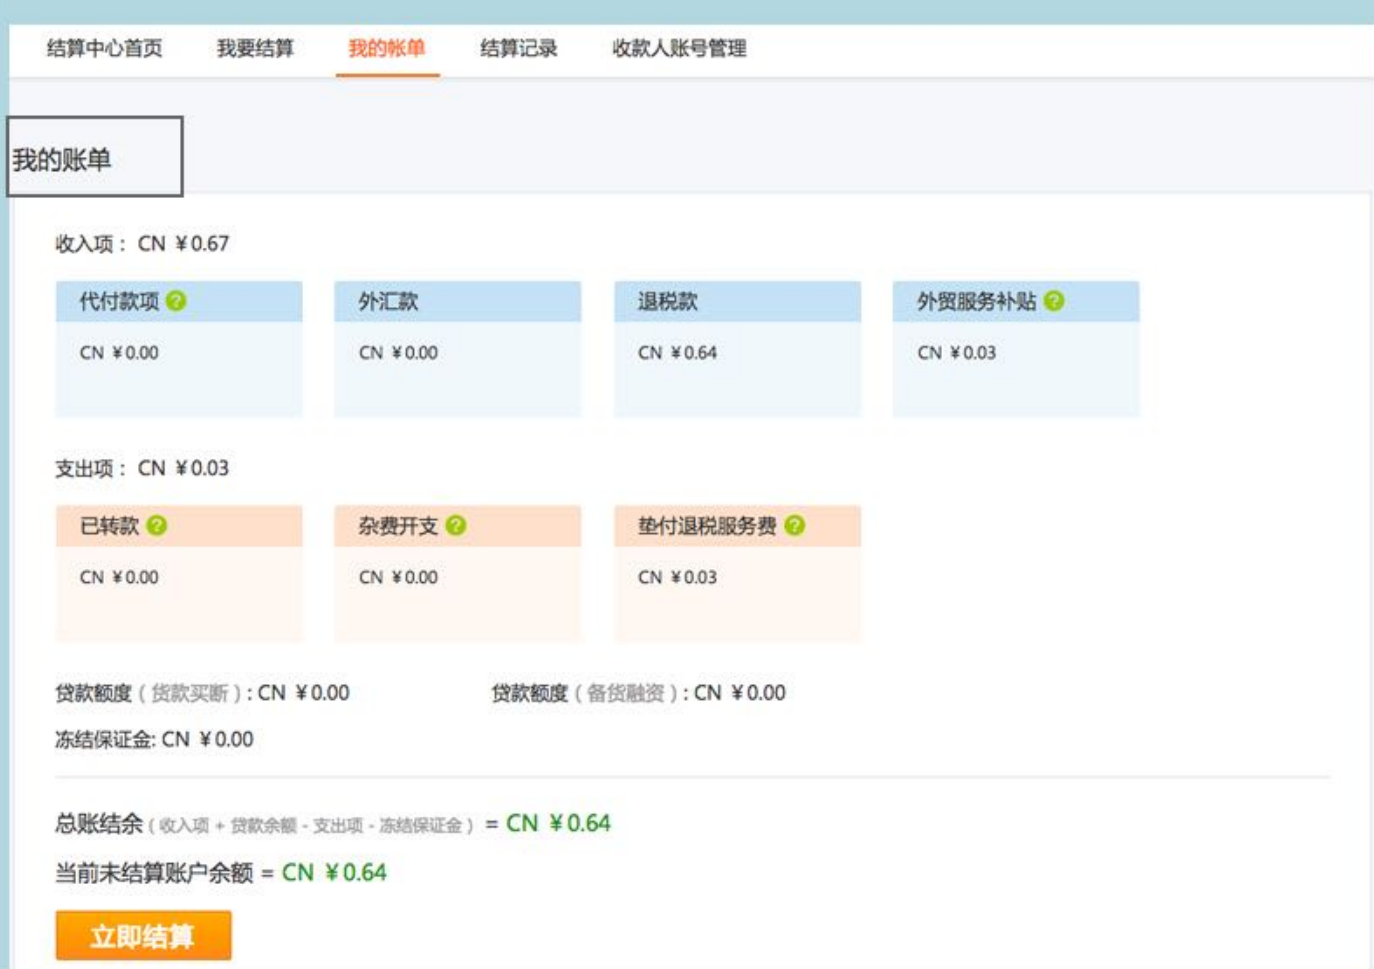 结算中心首页 我要结算 我的帐单 结算记录 收款人账号管理
我的账单
收入项： CN ￥0.67
代付款项 ? 外汇款 退税款 外贸服务补贴 ?
CN ￥0.00 CN ￥0.00 CN ￥0.64 CN ￥0.03
支出项： CN ￥0.03
已转款 ? 杂费开支 ? 垫付退税服务费 ?
CN ￥0.00 CN ￥0.00 CN ￥0.03
贷款额度（货款买断）: CN ￥0.00 贷款额度（备货融资）: CN ￥0.00
冻结保证金: CN ￥0.00
总账结余（收入项 + 贷款余额 - 支出项 - 冻结保证金） = CN ￥0.64
当前未结算账户余额 = CN ￥0.64
立即结算